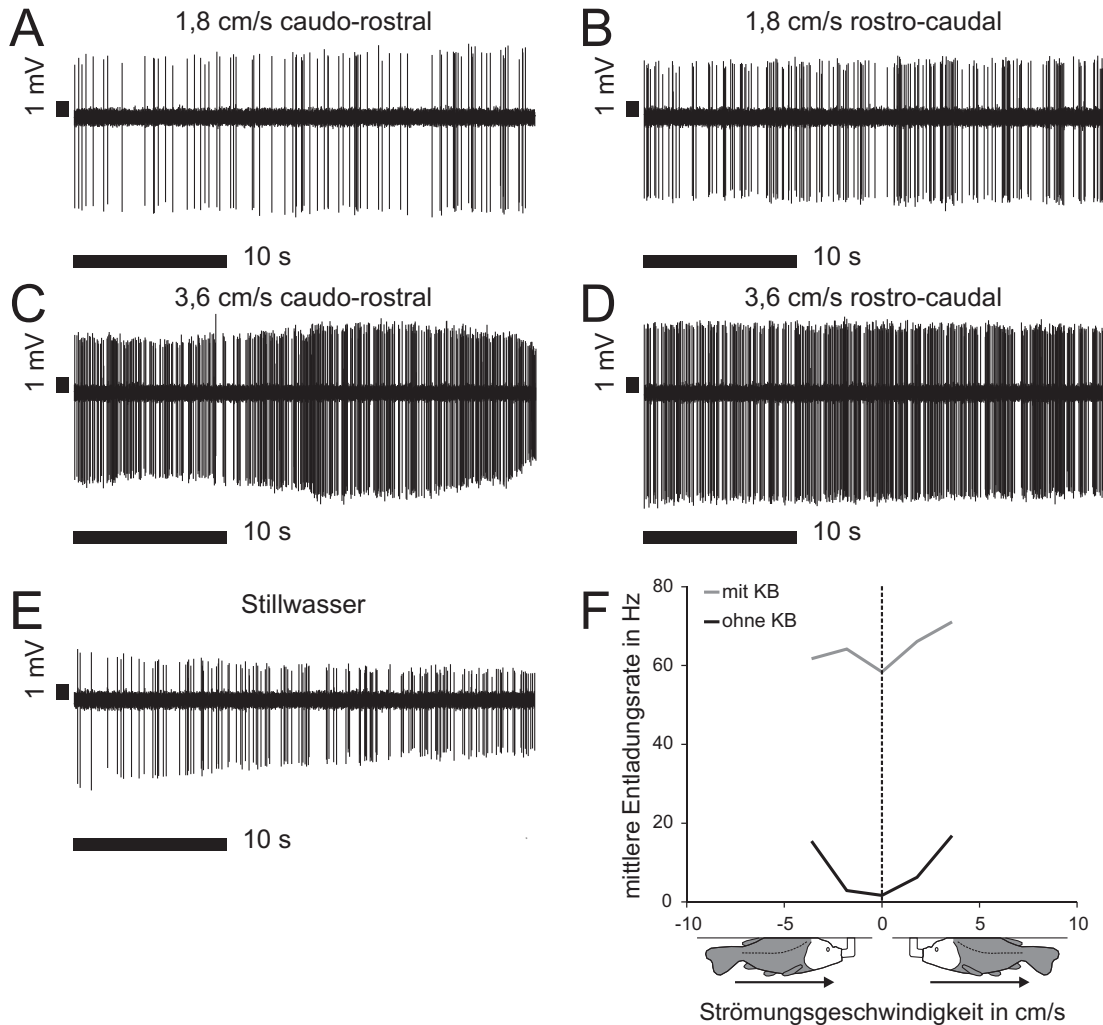 A
1,8 cm/s caudo-rostral
1 mV
10 s
B
1,8 cm/s rostro-caudal
1 mV
10 s
C
3,6 cm/s caudo-rostral
1 mV
10 s
D
3,6 cm/s rostro-caudal
1 mV
10 s
E
Stillwasser
1 mV
10 s
F
mit KB
ohne KB
mittlere Entladungsrate in Hz
80
60
40
20
0
-10 -5 0 5 10
Strömungsgeschwindigkeit in cm/s